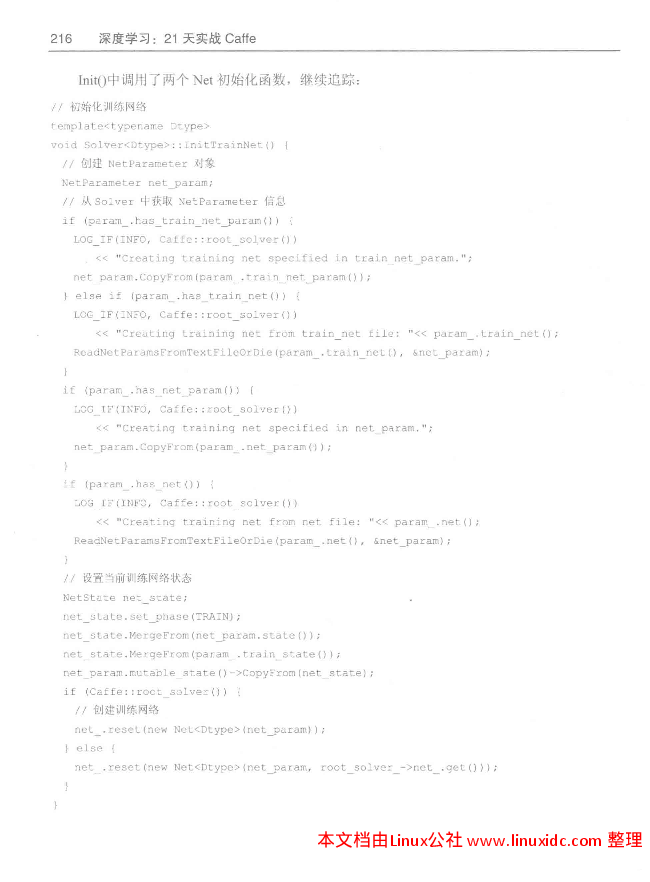 216 深度学习：21 天实战 Caffe
Init()中调用了两个 Net 初始化函数，继续追踪：
// 初始化训练网络
template<typename Dtype>
void Solver<Dtype>::InitTrainNet() {
// 创建 NetParameter 对象
NetParameter net_param;
// 从 Solver 中获取 NetParameter 信息
if (param_.has_train_net_param()) {
LOG_IF(INFO, Caffe::root_solver())
<< "Creating training net specified in train_net_param.";
net_param.CopyFrom(param_.train_net_param());
} else if (param_.has_train_net()) {
LOG_IF(INFO, Caffe::root_solver())
<< "Creating training net from train_net file: "<< param_.train_net();
ReadNetParamsFromTextFileOrDie(param_.train_net(), &net_param);
}
if (param_.has_net_param()) {
LOG_IF(INFO, Caffe::root_solver())
<< "Creating training net specified in net_param.";
net_param.CopyFrom(param_.net_param());
}
if (param_.has_net()) {
LOG_IF(INFO, Caffe::root_solver())
<< "Creating training net from net file: "<< param_.net();
ReadNetParamsFromTextFileOrDie(param_.net(), &net_param);
}
// 设置当前训练网络状态
NetState net_state;
net_state.set_phase(TRAIN);
net_state.MergeFrom(net_param.state());
net_state.MergeFrom(param_.train_state());
net_param.mutable_state()->CopyFrom(net_state);
if (Caffe::root_solver()) {
// 创建训练网络
net_.reset(new Net<Dtype>(net_param));
} else {
net_.reset(new Net<Dtype>(net_param, root_solver_->net_.get()));
}
}
本文档由Linux公社 www.linuxidc.com 整理